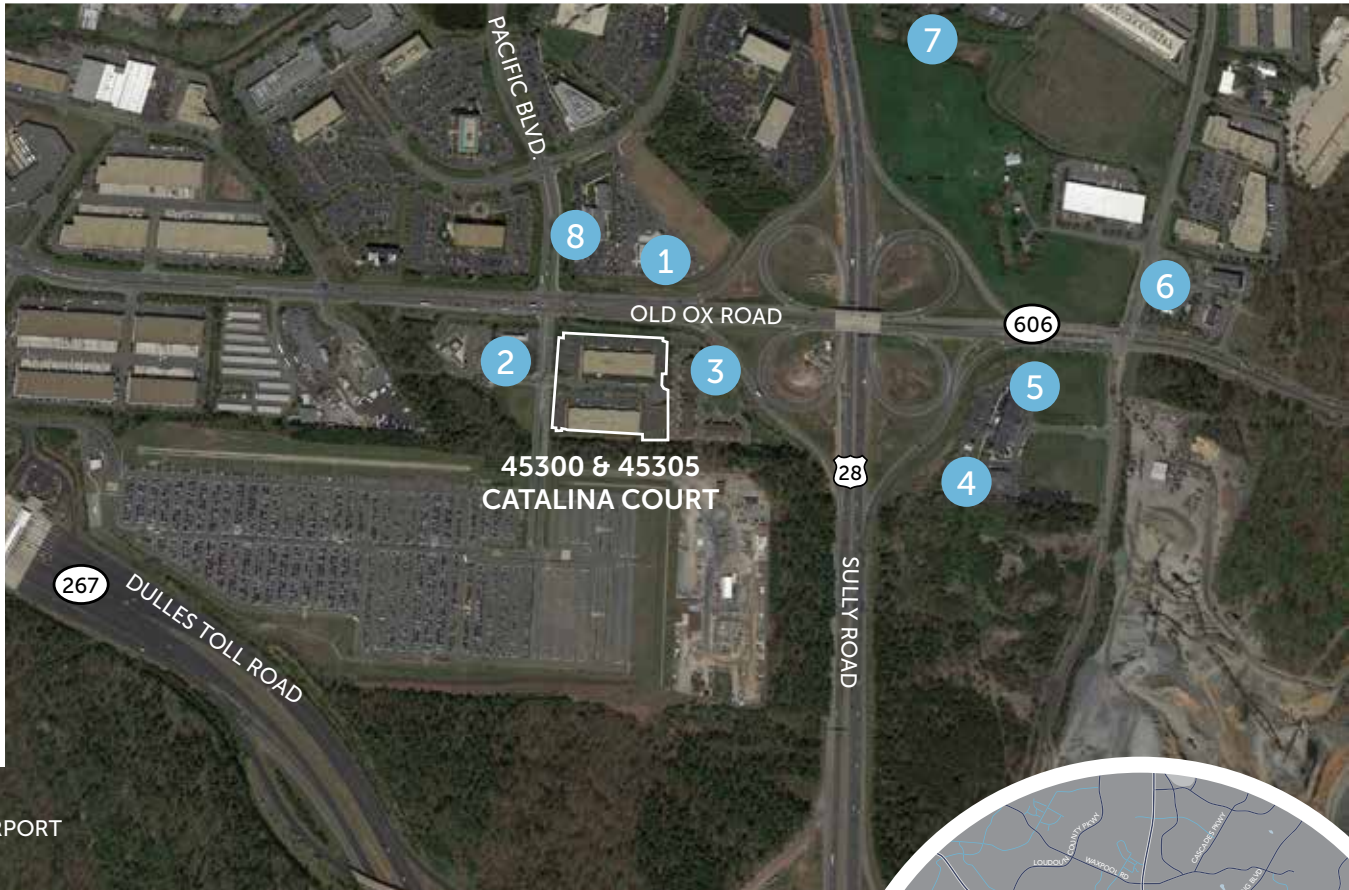 7
PACIFIC BLVD.
8
1
6
OLD OX ROAD
606
2
3
5
45300 & 45305
CATALINA COURT
28
4
267
DULLES TOLL ROAD
SULLY ROAD
RPORT
LOUDOUN COUNTY PKWY
WAXPOOL RD
CASCADES PKWY
G BLVD